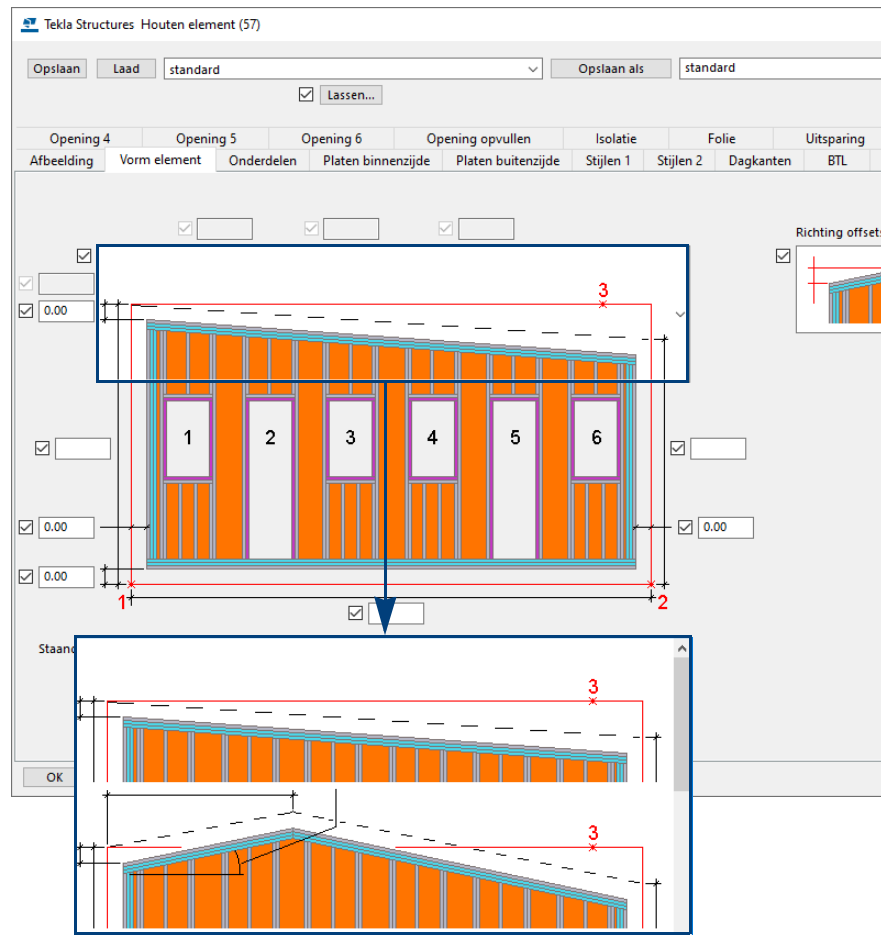 Tekla Structures Houten element (57)
Opslaan Laad standard Opslaan als standard
Lassen...
Opening 4 Opening 5 Opening 6 Opening opvullen Isolatie Folie Uitsparing
Afbeelding Vorm element Onderdelen Platen binnenzijde Platen buitenzijde Stijlen 1 Stijlen 2 Dagkanten BTL
Richting offsets
3
0.00
1 2 3 4 5 6
0.00 0.00
0.00
1 2
Staand
3
OK
3